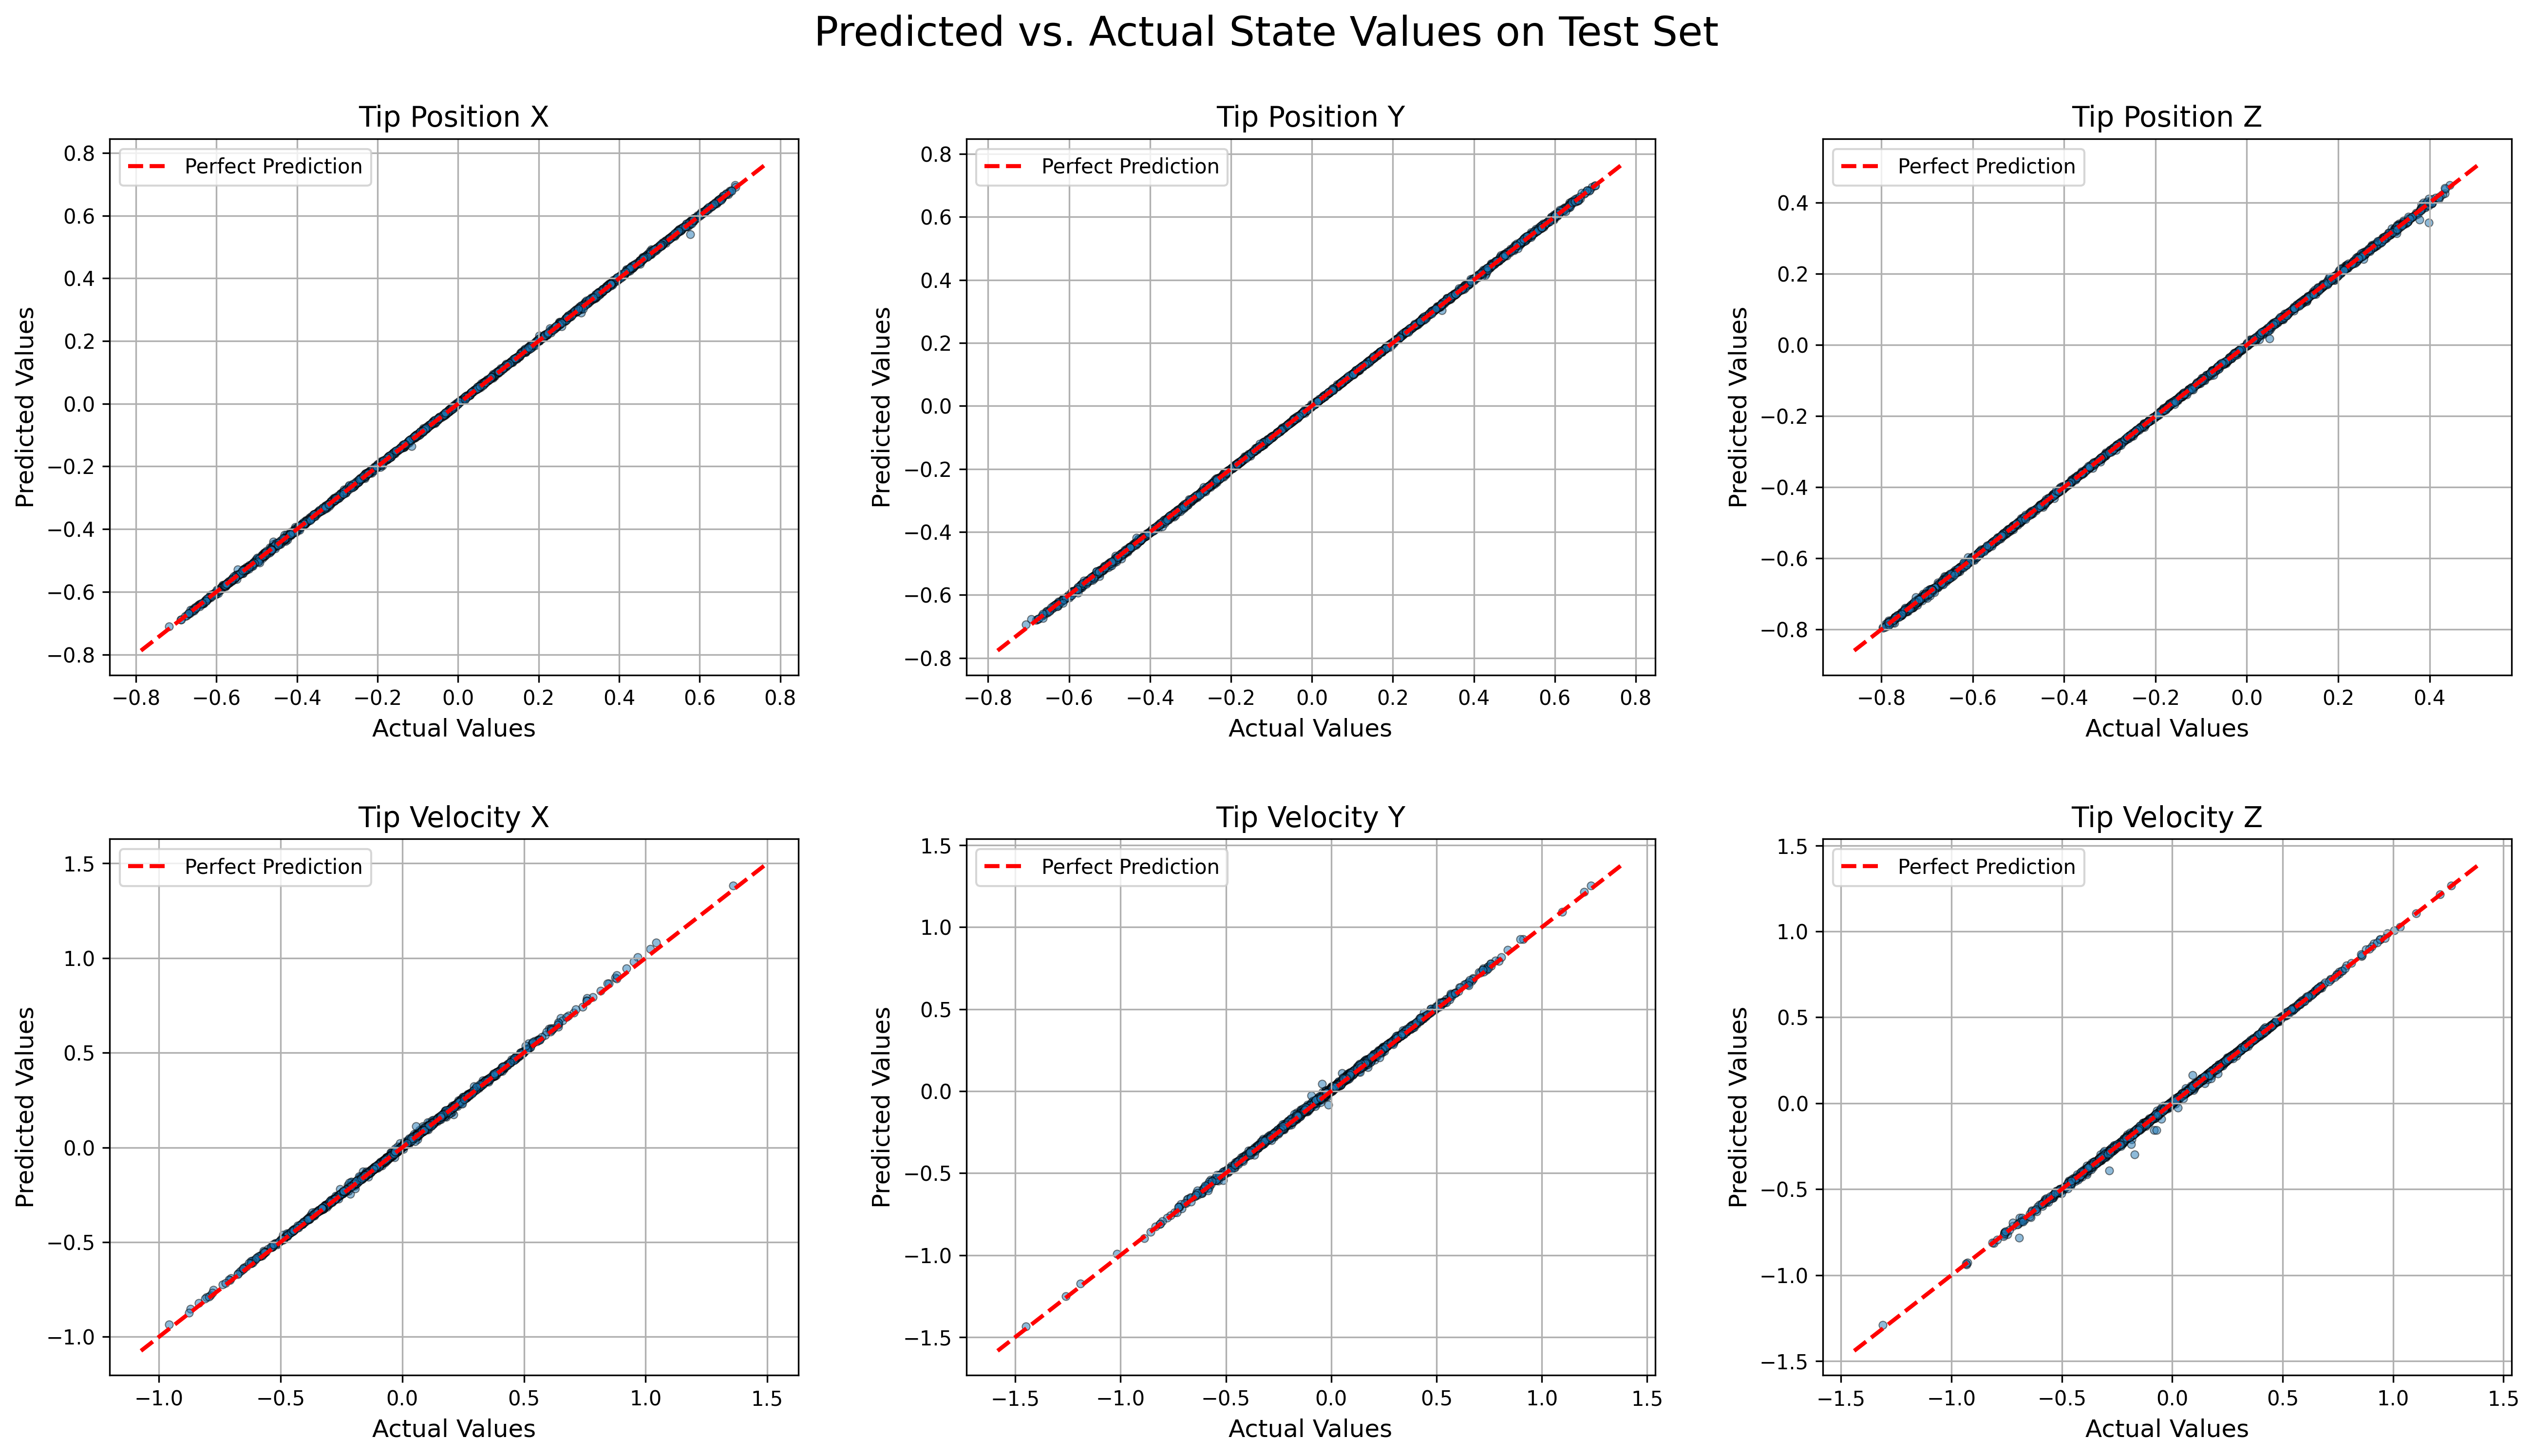 Predicted vs. Actual State Values on Test Set
Tip Position X
Perfect Prediction
0.8
0.6
0.4
0.2
0.0
−0.2
−0.4
−0.6
−0.8
Predicted Values
−0.8 −0.6 −0.4 −0.2 0.0 0.2 0.4 0.6 0.8
Actual Values
Tip Position Y
Perfect Prediction
0.8
0.6
0.4
0.2
0.0
−0.2
−0.4
−0.6
−0.8
Predicted Values
−0.8 −0.6 −0.4 −0.2 0.0 0.2 0.4 0.6 0.8
Actual Values
Tip Position Z
Perfect Prediction
0.4
0.2
0.0
−0.2
−0.4
−0.6
−0.8
Predicted Values
−0.8 −0.6 −0.4 −0.2 0.0 0.2 0.4
Actual Values
Tip Velocity X
Perfect Prediction
1.5
1.0
0.5
0.0
−0.5
−1.0
Predicted Values
−1.0 −0.5 0.0 0.5 1.0 1.5
Actual Values
Tip Velocity Y
Perfect Prediction
1.5
1.0
0.5
0.0
−0.5
−1.0
−1.5
Predicted Values
−1.5 −1.0 −0.5 0.0 0.5 1.0 1.5
Actual Values
Tip Velocity Z
Perfect Prediction
1.5
1.0
0.5
0.0
−0.5
−1.0
−1.5
Predicted Values
−1.5 −1.0 −0.5 0.0 0.5 1.0 1.5
Actual Values